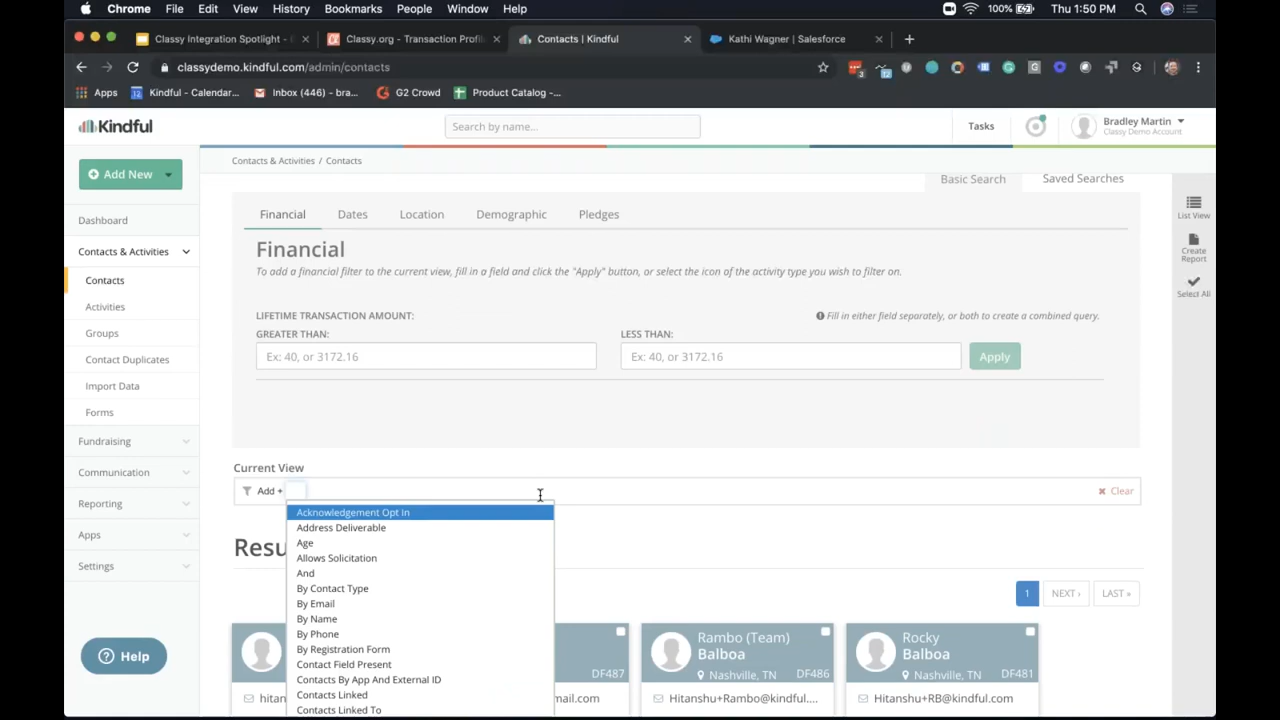 Chrome File Edit View History Bookmarks People Window Help 100% Thu 1:50 PM
Classy Integration Spotlight - Classy.org - Transaction Profil Contacts | Kindful Kathi Wagner | Salesforce
classydemo.kindful.com/admin/contacts
Apps Kindful - Calendar... Inbox (446) - bra... G2 Crowd Product Catalog -...
Kindful Search by name... Tasks Bradley Martin
Classy Demo Account
Add New
Contacts & Activities / Contacts
Basic Search Saved Searches
Dashboard
Contacts & Activities
Contacts
Activities
Groups
Contact Duplicates
Import Data
Forms
Fundraising
Communication
Reporting
Apps
Settings
Help
Financial Dates Location Demographic Pledges
Financial
To add a financial filter to the current view, fill in a field and click the "Apply" button, or select the icon of the activity type you wish to filter on.
LIFETIME TRANSACTION AMOUNT: Fill in either field separately, or both to create a combined query.
GREATER THAN: LESS THAN:
Ex: 40, or 3172.16 Ex: 40, or 3172.16 Apply
List View
Create Report
Select All
Current View
Add + Clear
Acknowledgement Opt In
Address Deliverable
Age
Allows Solicitation
And
By Contact Type
By Email
By Name
By Phone
By Registration Form
Contact Field Present
Contacts By App And External ID
Contacts Linked
Contacts Linked To
Resu
1 NEXT › LAST »
DF487
Rambo (Team)
Balboa
Nashville, TN DF486
Rocky
Balboa
Nashville, TN DF481
hitan mail.com Hitanshu+Rambo@kindful.... Hitanshu+RB@kindful.com